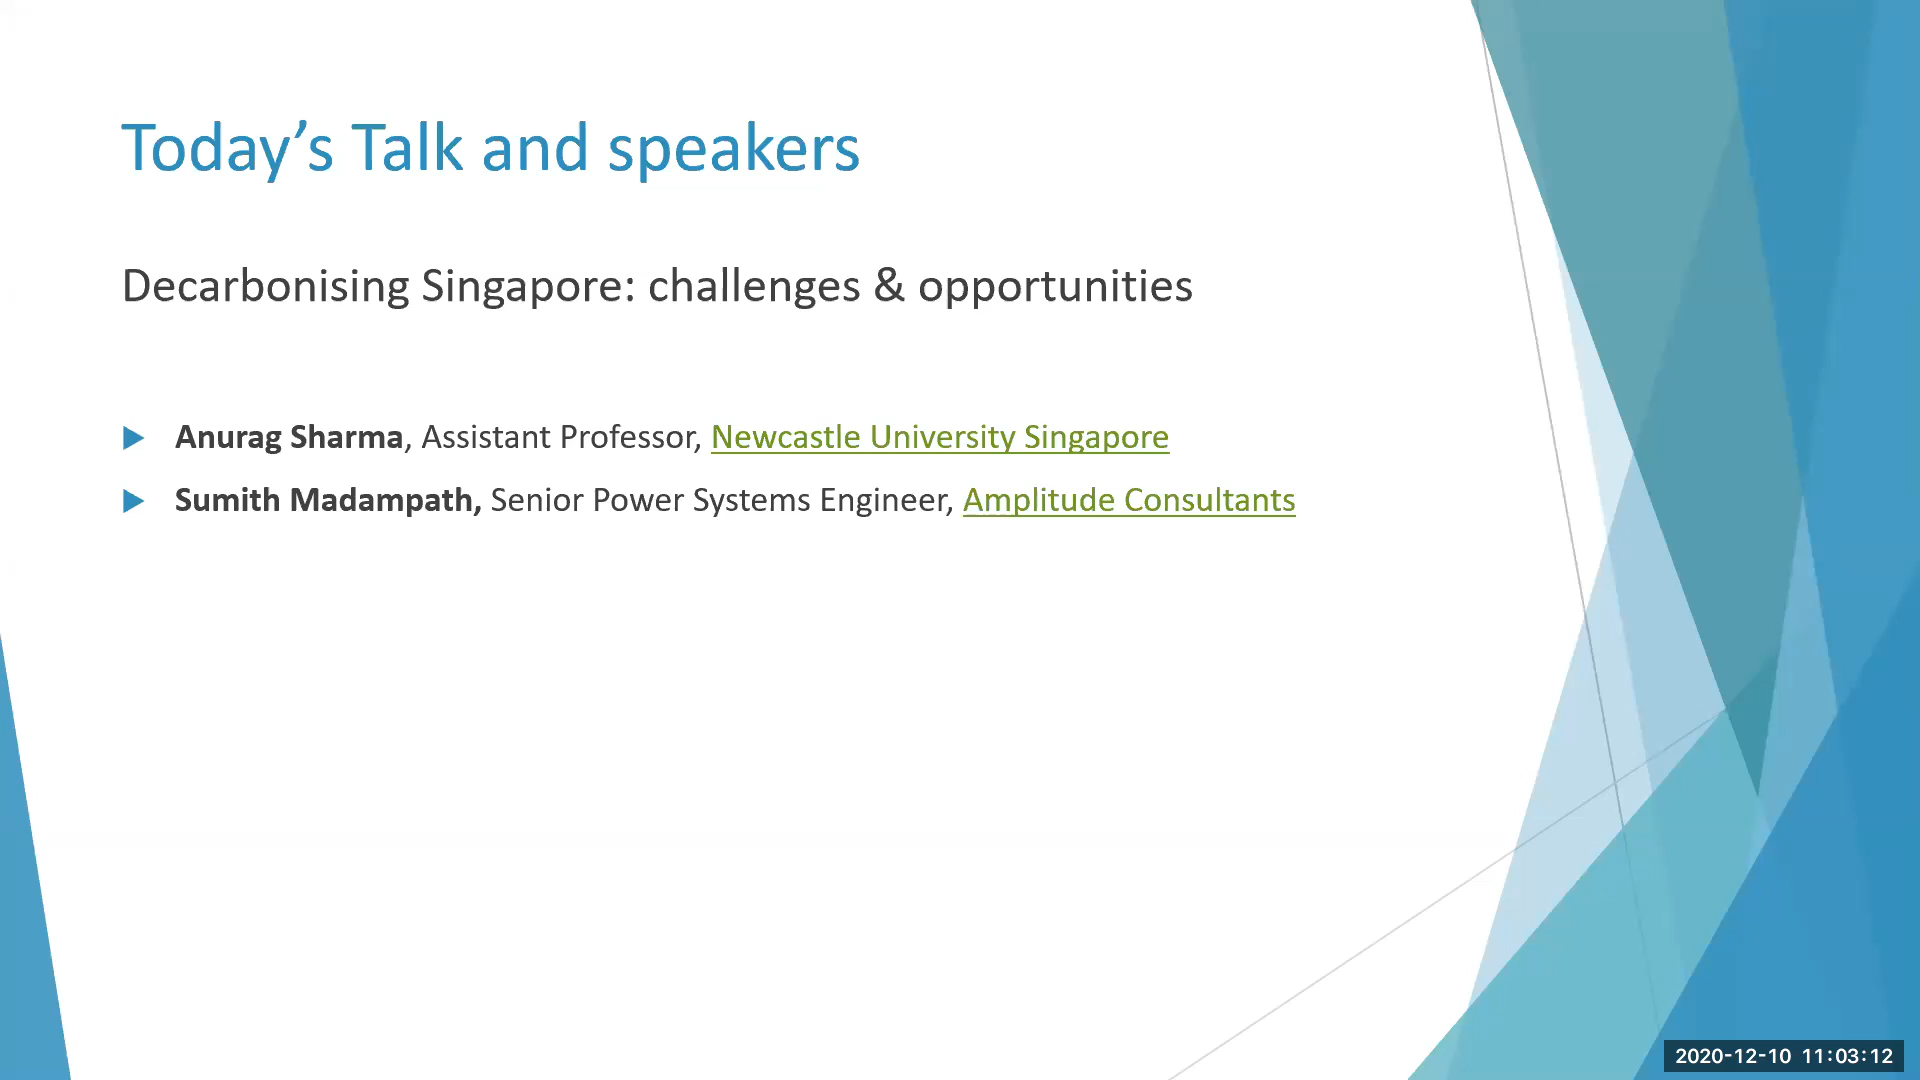 Today’s Talk and speakers
Decarbonising Singapore: challenges & opportunities
Anurag Sharma, Assistant Professor, Newcastle University Singapore
Sumith Madampath, Senior Power Systems Engineer, Amplitude Consultants
2020-12-10 11:03:12